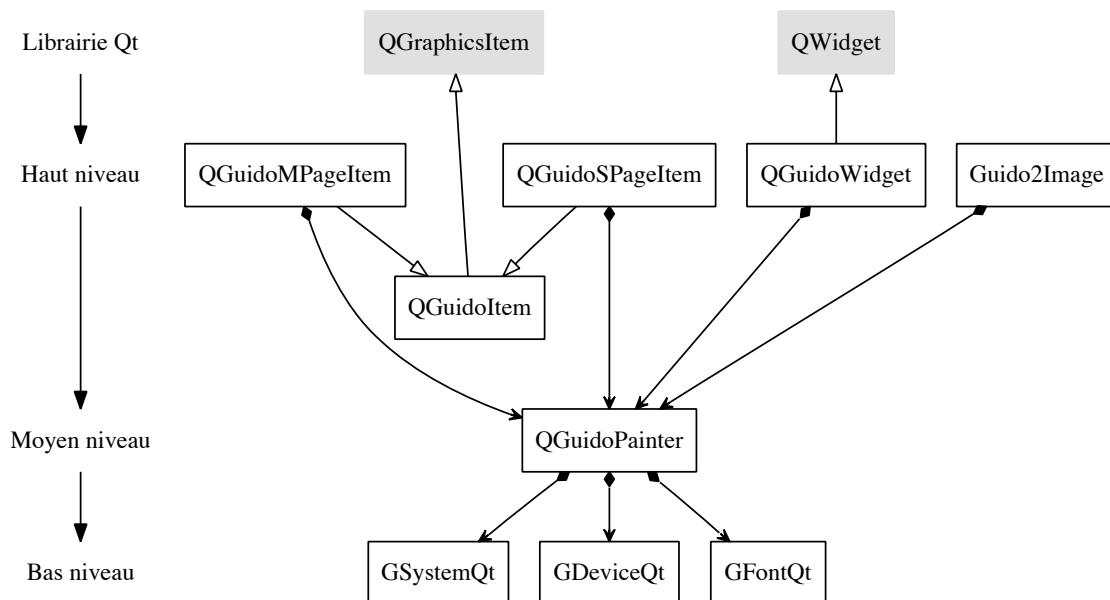 Librairie Qt
QGraphicsItem
QWidget
Haut niveau
QGuidoMPageItem
QGuidoSPageItem
QGuidoWidget
Guido2Image
QGuidoItem
Moyen niveau
QGuidoPainter
Bas niveau
GSystemQt
GDeviceQt
GFontQt